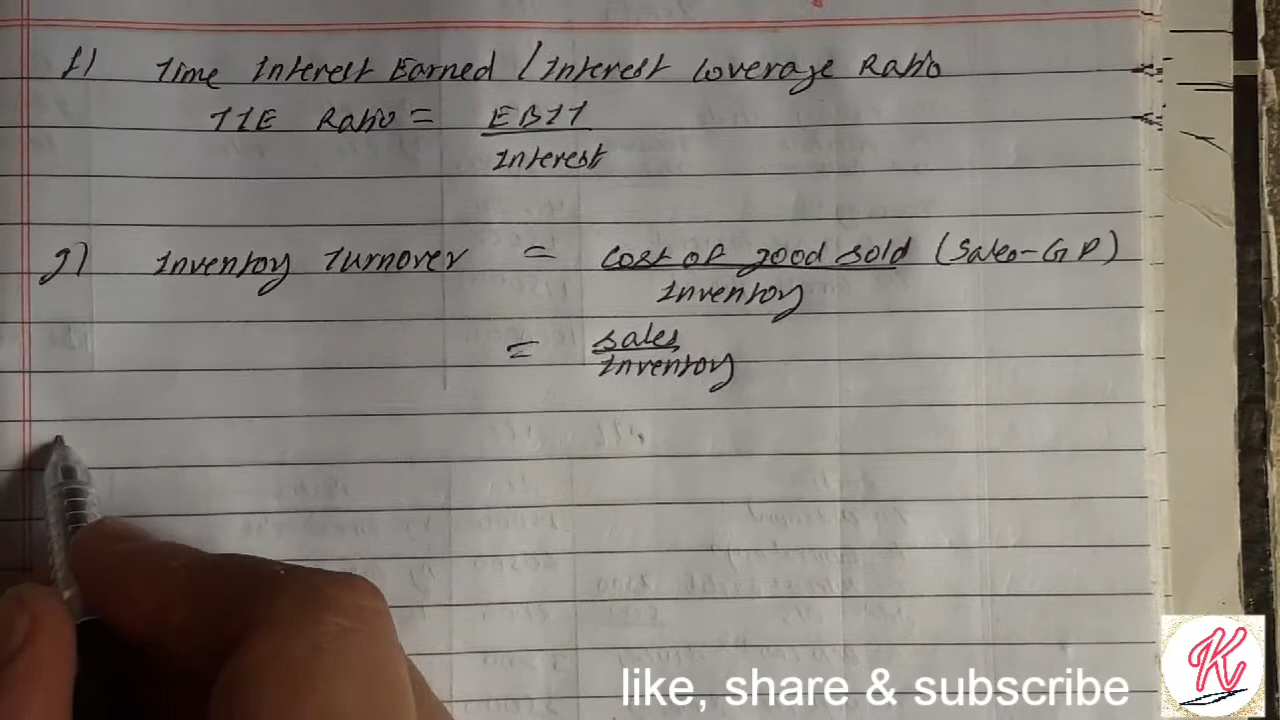 f) Time Interest Earned / Interest Coverage Ratio
TIE Ratio = EBIT
Interest
g) Inventory Turnover = Cost of good sold (Sales-GP)
Inventory
= Sales
Inventory
like, share & subscribe
K